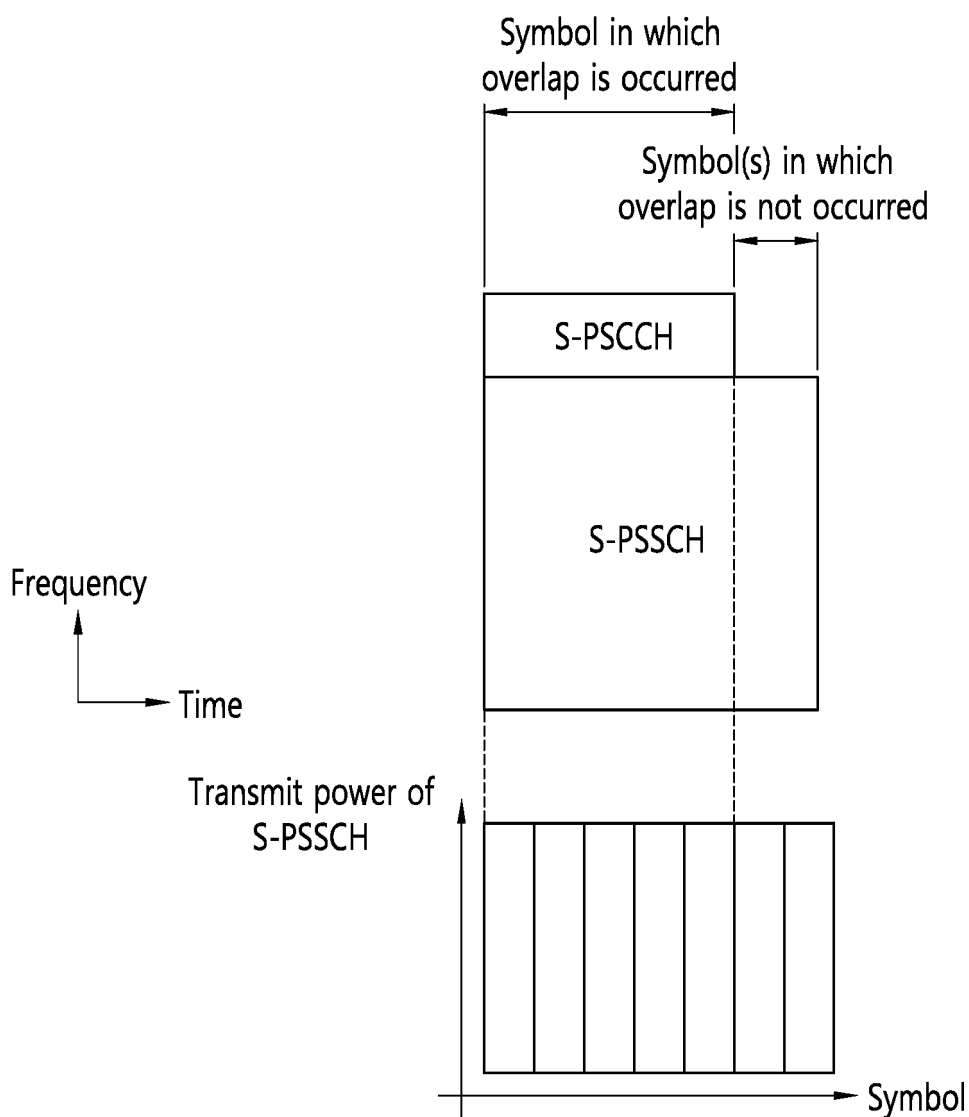 Symbol in which
overlap is occurred
Symbol(s) in which
overlap is not occurred
S-PSCCH
S-PSSCH
Frequency
Time
Transmit power of
S-PSSCH
Symbol